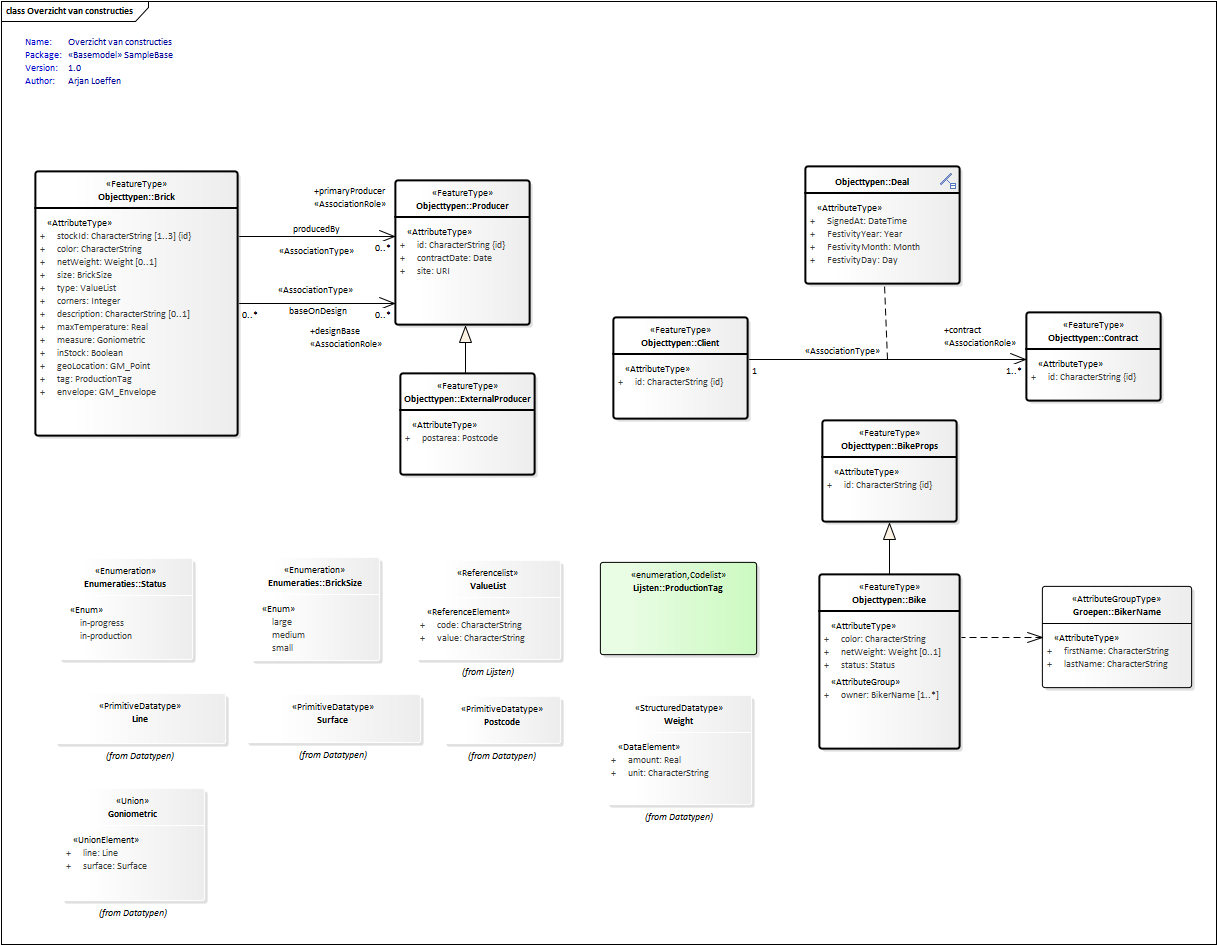 class Overzicht van constructies
Name: Overzicht van constructies
Package: «Basemodel» SampleBase
Version: 1.0
Author: Arjan Loeffen
«FeatureType»
Objecttypen::Brick
«AttributeType»
+ stockId: CharacterString [1..3] {id}
+ color: CharacterString
+ netWeight: Weight [0..1]
+ size: BrickSize
+ type: ValueList
+ corners: Integer
+ description: CharacterString [0..1]
+ maxTemperature: Real
+ measure: Goniometric
+ inStock: Boolean
+ geoLocation: GM_Point
+ tag: ProductionTag
+ envelope: GM_Envelope
+primaryProducer
«AssociationRole»
producedBy
0..*
«AssociationType»
«AssociationType»
baseOnDesign
0..*
0..*
+designBase
«AssociationRole»
«FeatureType»
Objecttypen::Producer
«AttributeType»
+ id: CharacterString {id}
+ contractDate: Date
+ site: URI
«FeatureType»
Objecttypen::ExternalProducer
«AttributeType»
+ postarea: Postcode
Objecttypen::Deal
«AttributeType»
+ SignedAt: DateTime
+ FestivityYear: Year
+ FestivityMonth: Month
+ FestivityDay: Day
«FeatureType»
Objecttypen::Client
«AttributeType»
+ id: CharacterString {id}
1
«AssociationType»
+contract
«AssociationRole»
1..*
«FeatureType»
Objecttypen::Contract
«AttributeType»
+ id: CharacterString {id}
«FeatureType»
Objecttypen::BikeProps
«AttributeType»
+ id: CharacterString {id}
«FeatureType»
Objecttypen::Bike
«AttributeType»
+ color: CharacterString
+ netWeight: Weight [0..1]
+ status: Status
«AttributeGroup»
+ owner: BikerName [1..*]
«AttributeGroupType»
Groepen::BikerName
«AttributeType»
+ firstName: CharacterString
+ lastName: CharacterString
«Enumeration»
Enumeraties::Status
«Enum»
in-progress
in-production
«Enumeration»
Enumeraties::BrickSize
«Enum»
large
medium
small
«Referencelist»
ValueList
«ReferenceElement»
+ code: CharacterString
+ value: CharacterString
(from Lijsten)
«enumeration,Codelist»
Lijsten::ProductionTag
«PrimitiveDatatype»
Line
(from Datatypen)
«PrimitiveDatatype»
Surface
(from Datatypen)
«PrimitiveDatatype»
Postcode
(from Datatypen)
«StructuredDatatype»
Weight
«DataElement»
+ amount: Real
+ unit: CharacterString
(from Datatypen)
«Union»
Goniometric
«UnionElement»
+ line: Line
+ surface: Surface
(from Datatypen)